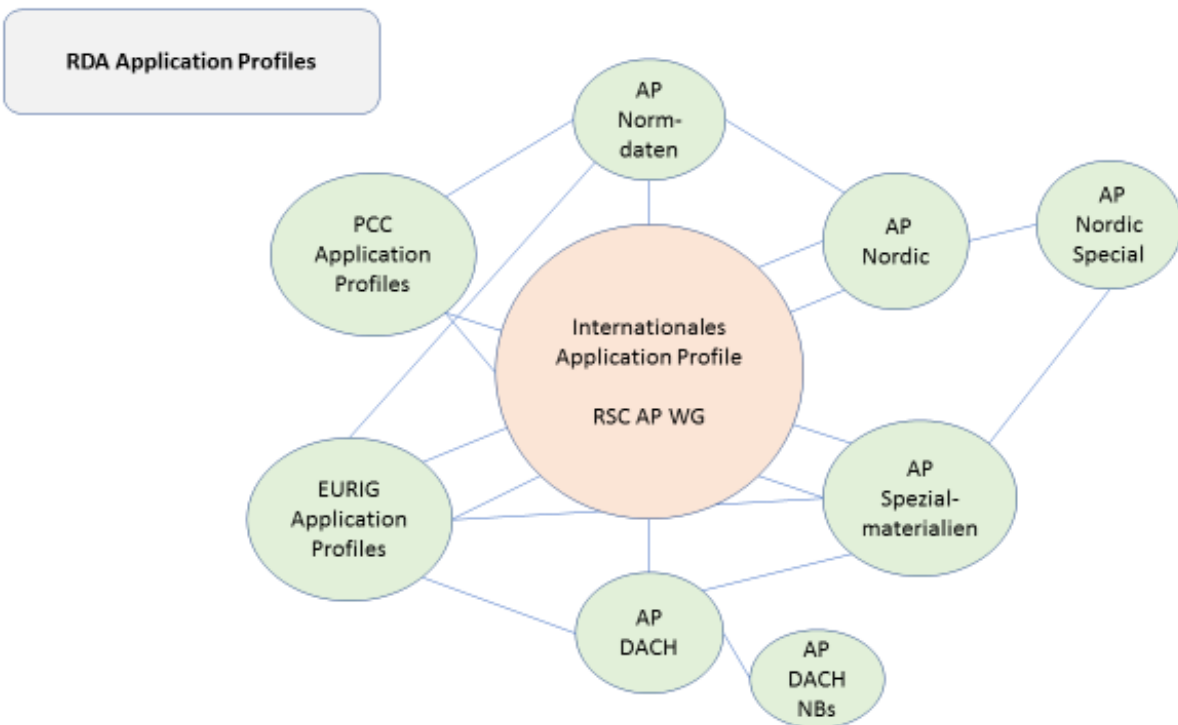 RDA Application Profiles
AP
Norm-
daten
PCC
Application
Profiles
AP
Nordic
AP
Nordic
Special
Internationales
Application Profile
RSC AP WG
EURIG
Application
Profiles
AP
Spezial-
materialien
AP
DACH
AP
DACH
NBs